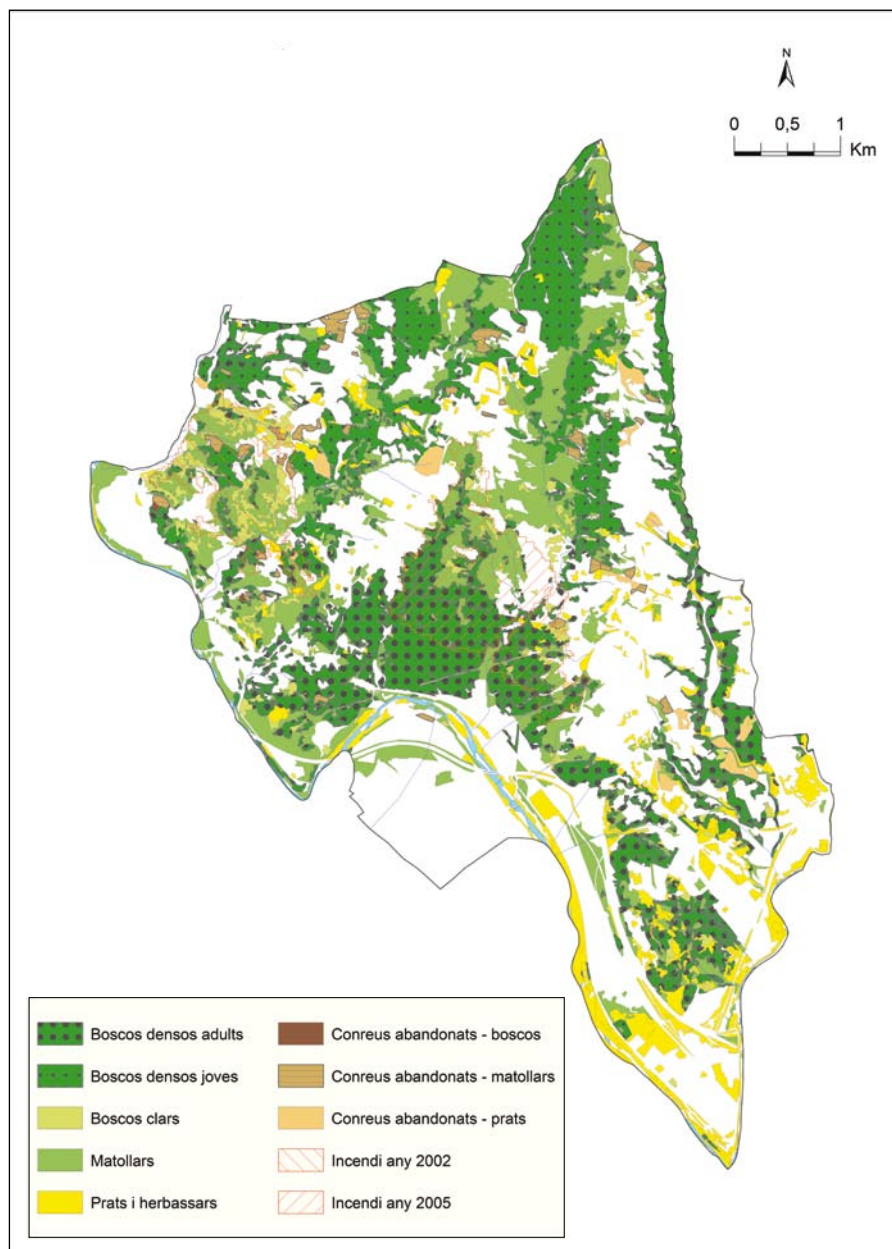 N
0 0,5 1
Km
Boscos densos adults
Boscos densos joves
Boscos clars
Matollars
Prats i herbassars
Conreus abandonats - boscos
Conreus abandonats - matollars
Conreus abandonats - prats
Incendi any 2002
Incendi any 2005